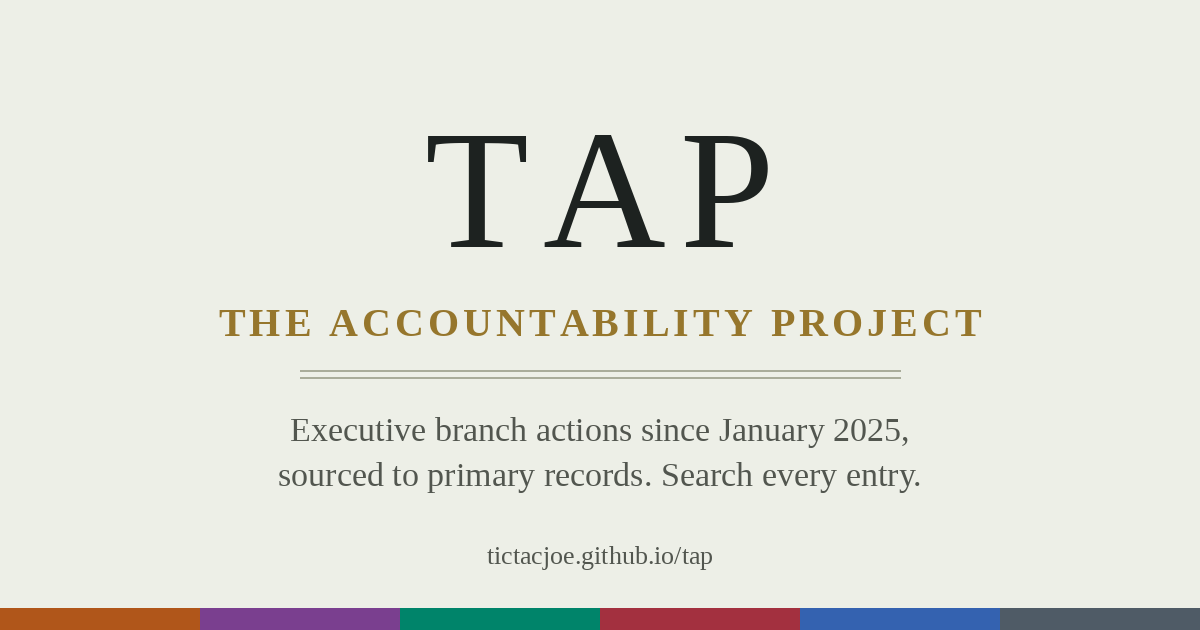 TAP
THE ACCOUNTABILITY PROJECT
Executive branch actions since January 2025,
sourced to primary records. Search every entry.
tictacjoe.github.io/tap